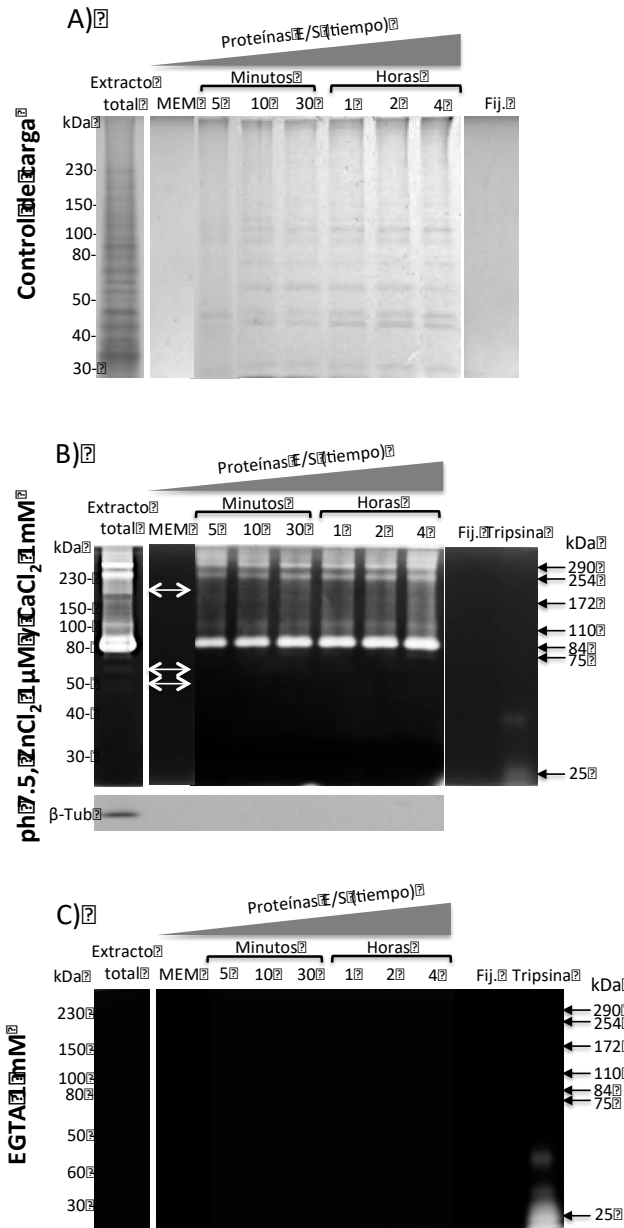 A)
Proteínas E/S (tiempo)
Extracto total
Minutos
Horas
MEM 5 10 30 1 2 4 Fij.
kDa
230-
150-
100-
80-
50-
40-
30-
Control de carga
B)
Proteínas E/S (tiempo)
Extracto total
Minutos
Horas
MEM 5 10 30 1 2 4 Fij. Tripsina
kDa
kDa
230-
150-
100-
80-
50-
40-
30-
290
254
172
110
84
75
25
ph 7.5, ZnCl2 1 µM y CaCl2 1mM
β-Tub
C)
Proteínas E/S (tiempo)
Extracto total
Minutos
Horas
MEM 5 10 30 1 2 4 Fij. Tripsina
kDa
kDa
230
150
100
80
50
60
30
290
254
172
110
84
75
25
EGTA 1 mM